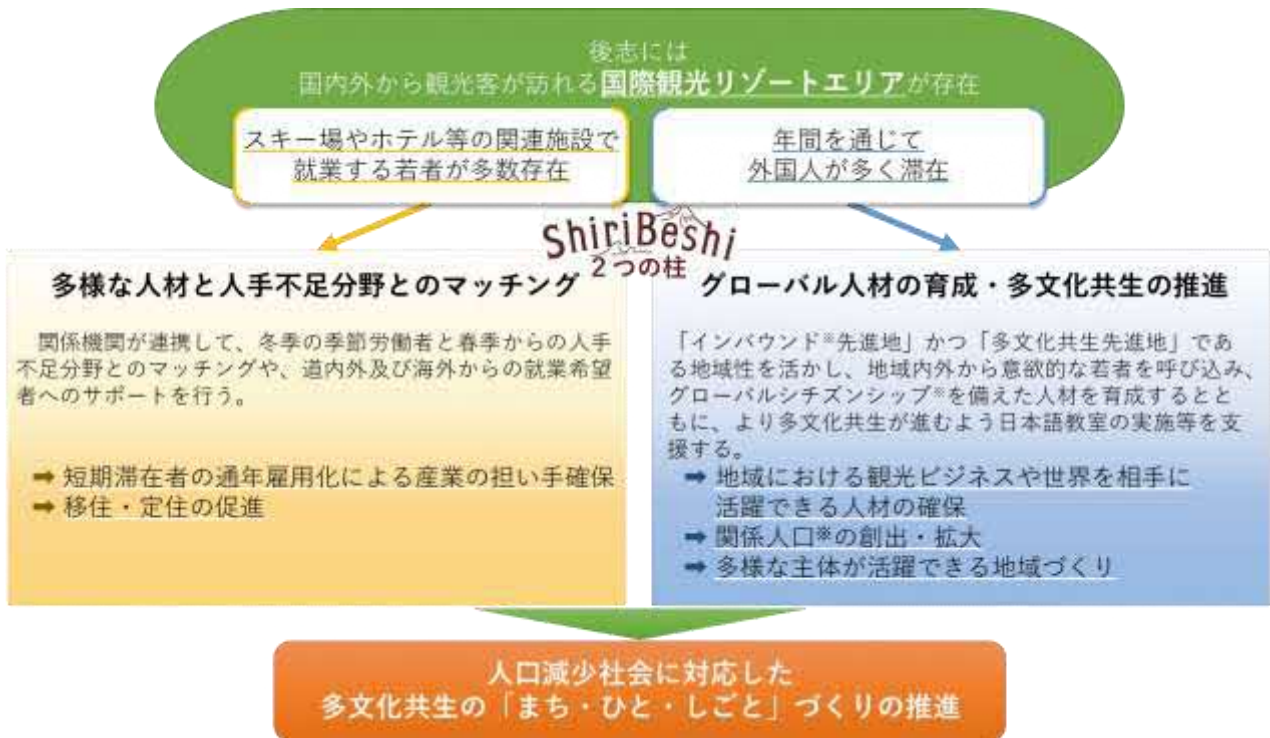 後志には
国内外から観光客が訪れる国際観光リゾートエリアが存在
スキー場やホテル等の関連施設で
就業する若者が多数存在
年間を通じて
外国人が多く滞在
ShiriBeshi
2つの柱
多様な人材と人手不足分野とのマッチング
関係機関が連携して、冬季の季節労働者と春季からの人手
不足分野とのマッチングや、道内外及び海外からの就業希望
者へのサポートを行う。
➡ 短期滞在者の通年雇用化による産業の担い手確保
➡ 移住・定住の促進
グローバル人材の育成・多文化共生の推進
「インバウンド※先進地」かつ「多文化共生先進地」であ
る地域性を活かし、地域内外から意欲的な若者を呼び込み、
グローバルシチズンシップ※を備えた人材を育成するとと
もに、より多文化共生が進むよう日本語教室の実施等を支
援する。
➡ 地域における観光ビジネスや世界を相手に
活躍できる人材の確保
➡ 関係人口※の創出・拡大
➡ 多様な主体が活躍できる地域づくり
人口減少社会に対応した
多文化共生の「まち・ひと・しごと」づくりの推進